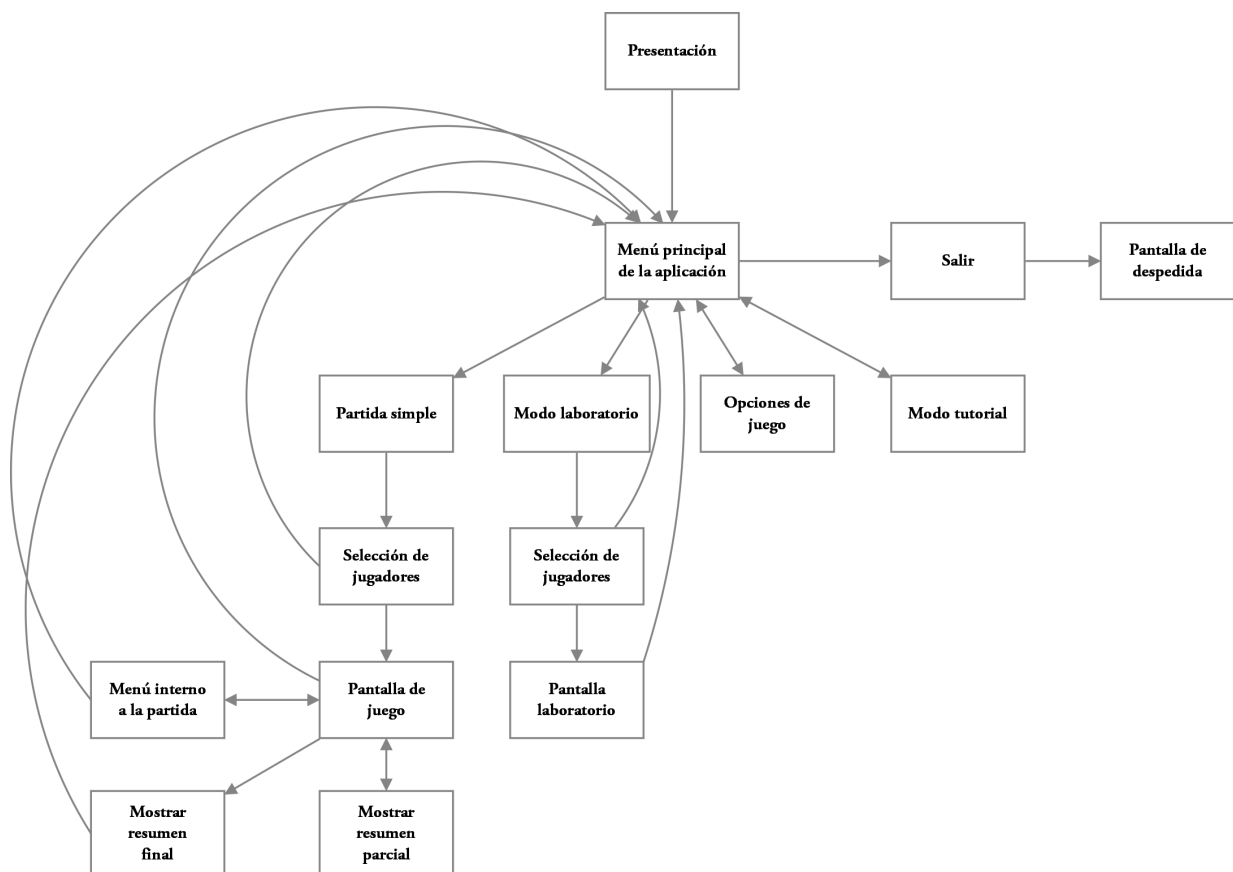 Presentación
Menú principal
de la aplicación
Salir
Pantalla de
despedida
Partida simple
Modo laboratorio
Opciones de
juego
Modo tutorial
Selección de
jugadores
Selección de
jugadores
Menú interno
a la partida
Pantalla de
juego
Pantalla
laboratorio
Mostrar
resumen
final
Mostrar
resumen
parcial